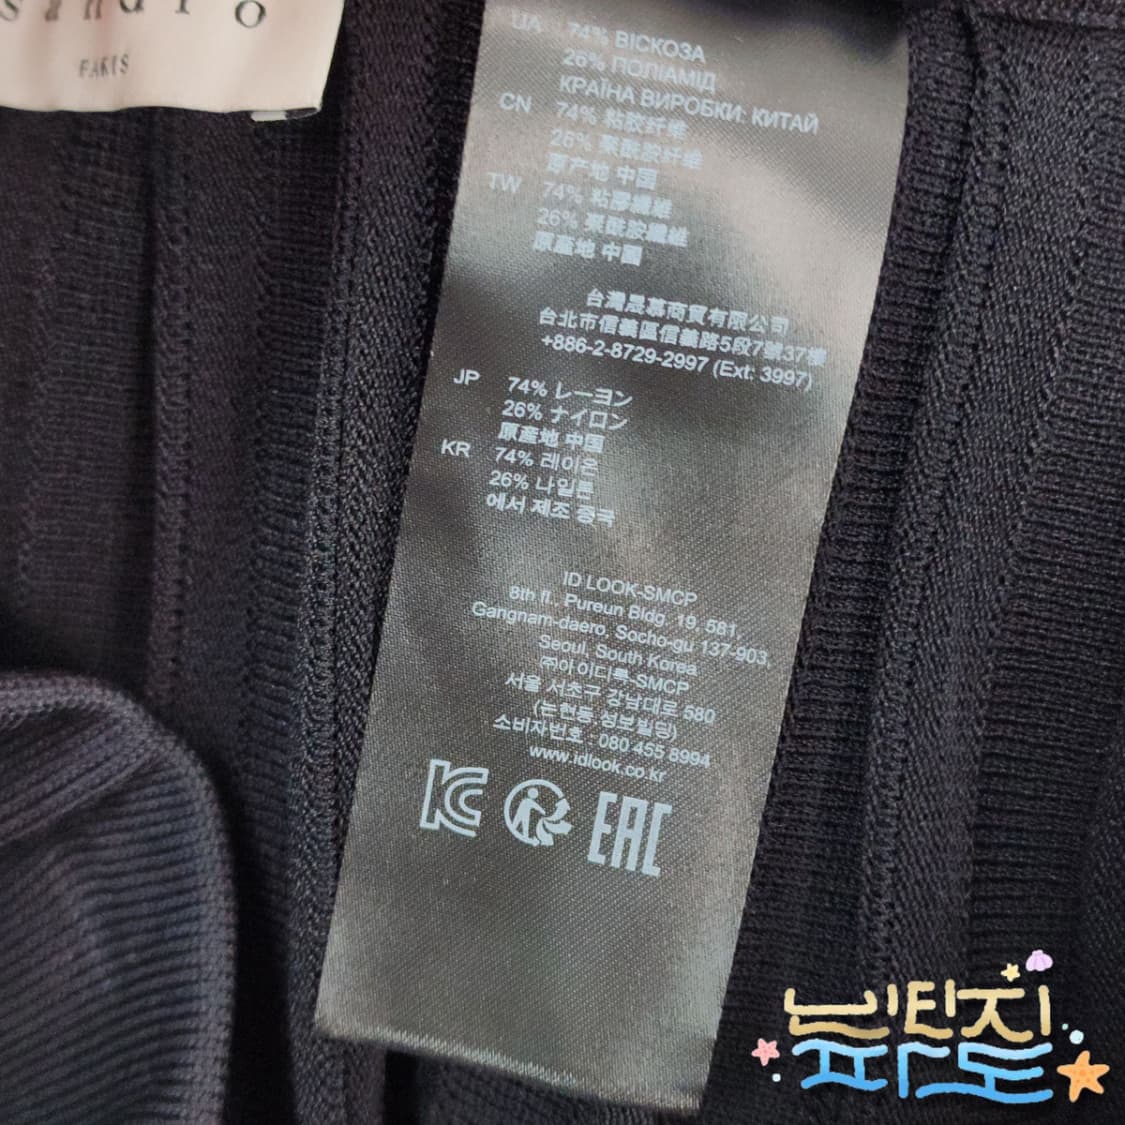 sandro
PARIS
UA 74% ВІСКОЗА
26% ПОЛІАМІД
КРАЇНА ВИРОБКИ: КИТАЙ
CN 74% 粘胶纤维
26% 聚酰胺纤维
原产地 中国
TW 74% 粘膠纖維
26% 聚醯胺纖維
原產地 中國
台灣晟慕商貿有限公司
台北市信義區信義路5段7號37樓
+886-2-8729-2997 (Ext: 3997)
JP 74% レーヨン
26% ナイロン
原産地 中国
KR 74% 레이온
26% 나일론
에서 제조 중국
ID LOOK-SMCP
8th fl., Pureun Bldg. 19, 581,
Gangnam-daero, Socho-gu 137-903,
Seoul, South Korea
㈜아이디룩-SMCP
서울 서초구 강남대로 580
(논현동 성보빌딩)
소비자번호: 080 455 8994
www.idlook.co.kr
KC EAC
빈티지
파도